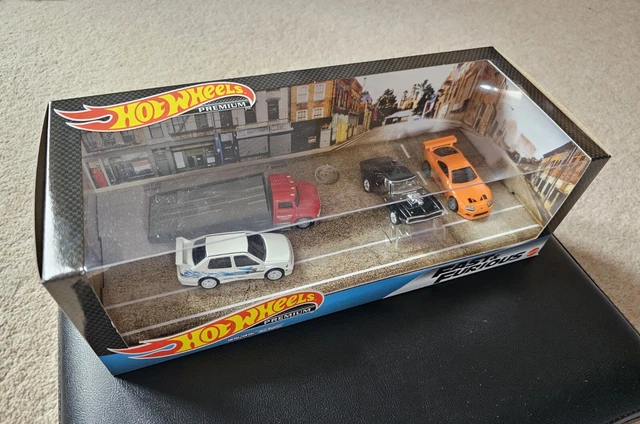 HOT WHEELS
PREMIUM
HOT WHEELS
PREMIUM
FAST &
FURIOUS